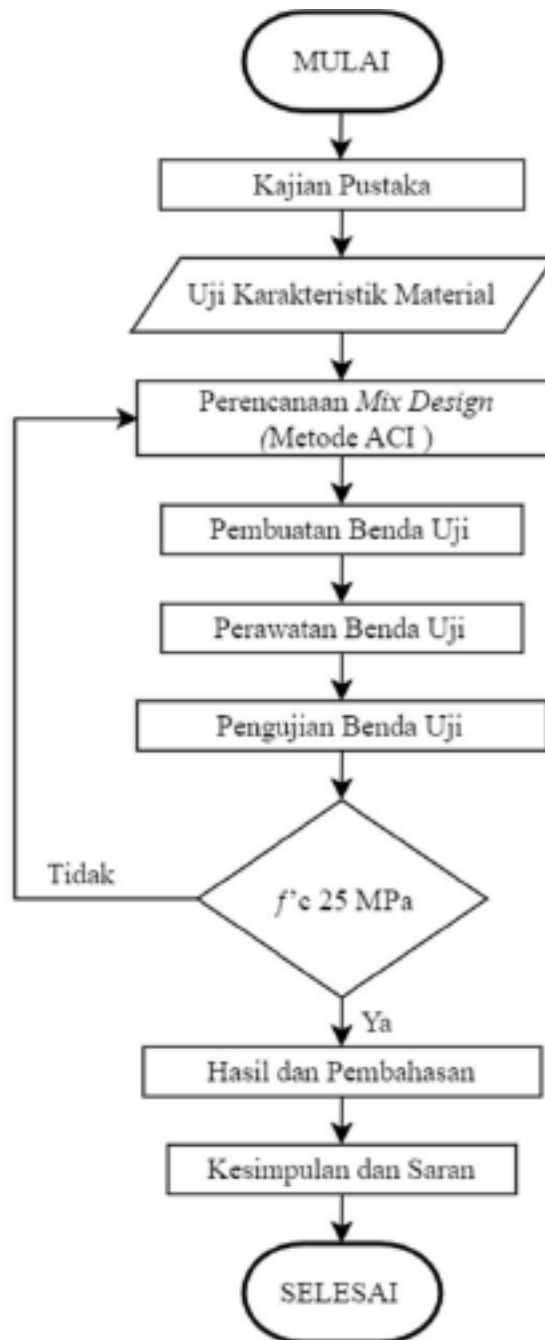 MULAI
Kajian Pustaka
Uji Karakteristik Material
Perencanaan Mix Design
(Metode ACI )
Pembuatan Benda Uji
Perawatan Benda Uji
Pengujian Benda Uji
Tidak
f'c 25 MPa
Ya
Hasil dan Pembahasan
Kesimpulan dan Saran
SELESAI